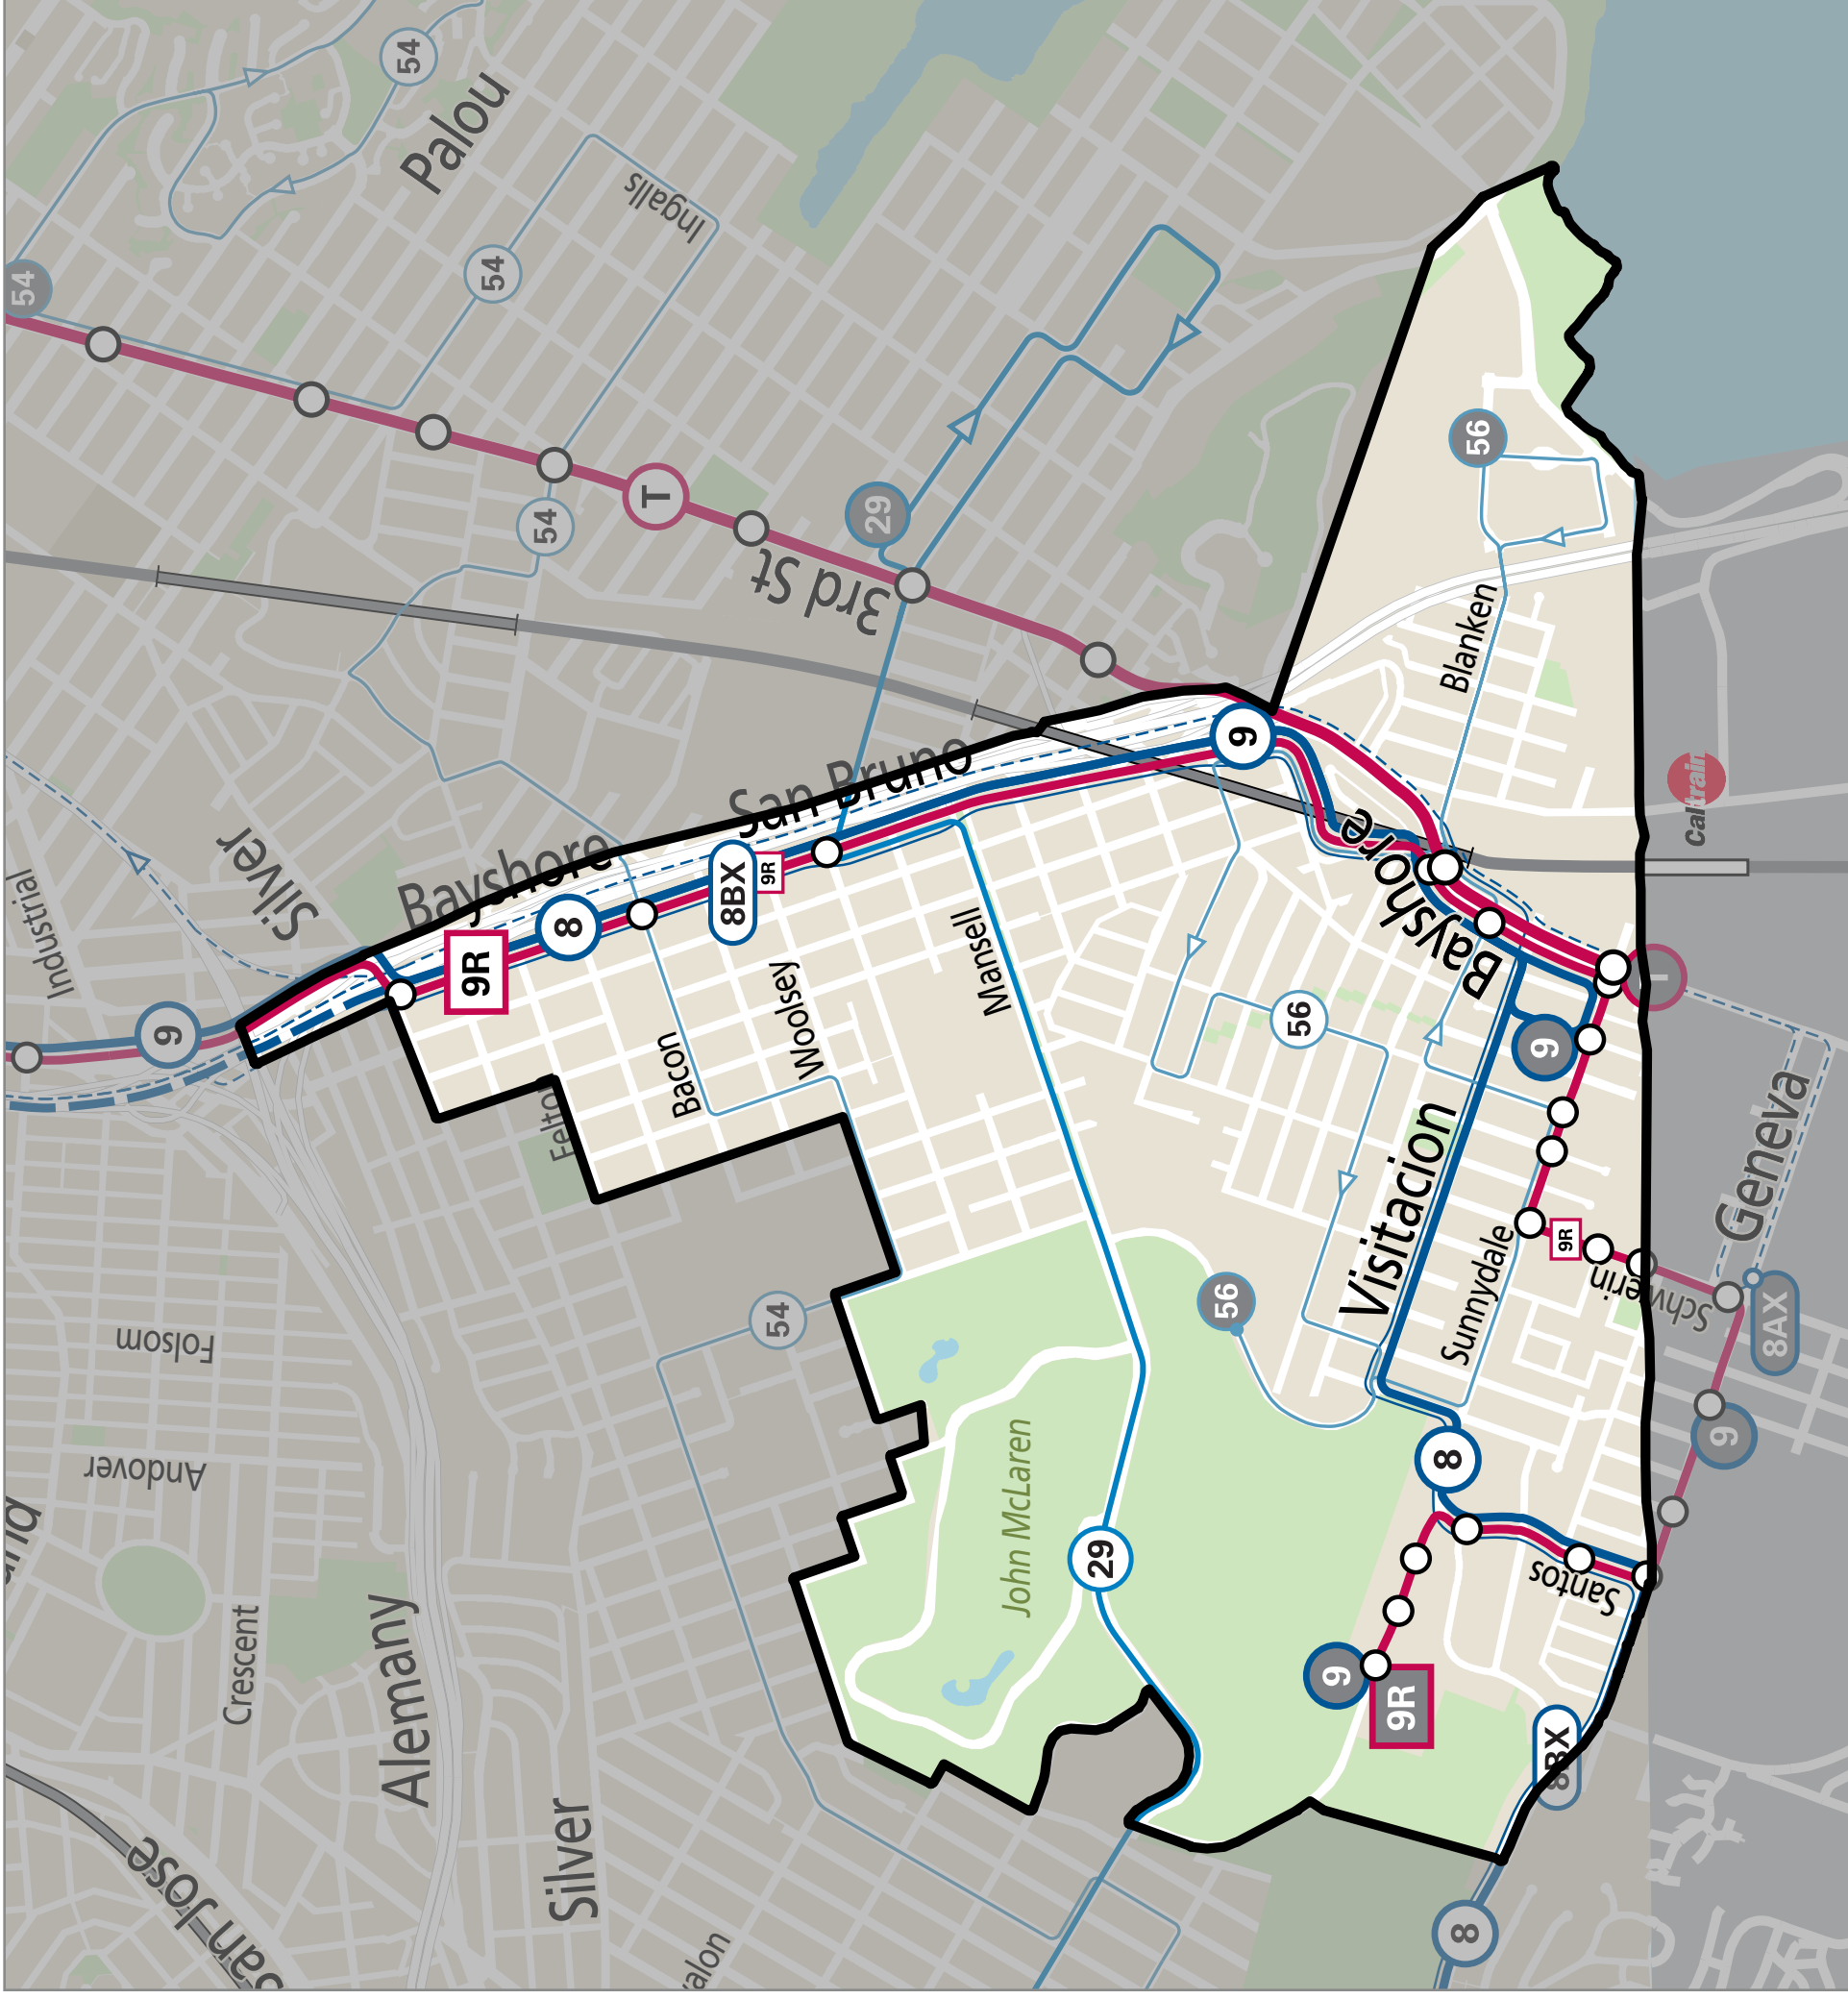 54
Palou
Ingalls
54
54
T
54
29
3rd St
56
Blanken
9
San Bruno
Caltrain
Bayshore
Silver
Industrial
Bayshore
8
8BX
9R
9R
9
Mansell
Woolsey
Bacon
56
Bayshore
T
9
Visitacion
Geneva
Sunnydale
9R
Schwerin
8AX
56
54
Folsom
Andover
9
8
John McLaren
29
Santos
9
9R
8BX
Crescent
Alemany
Silver
San Jose
8